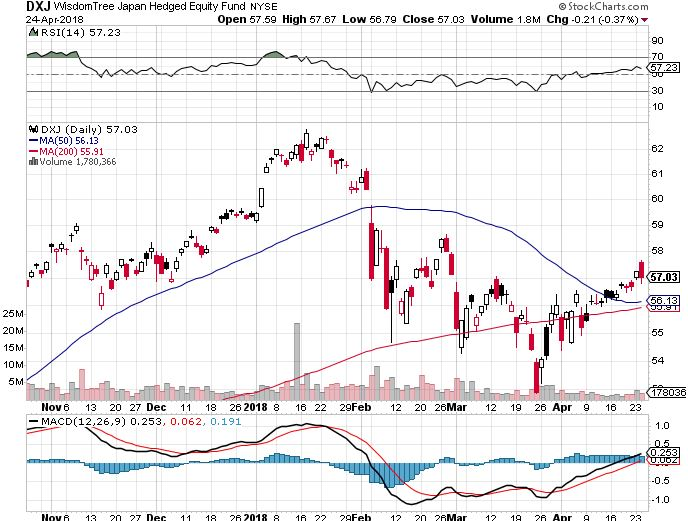 DXJ WisdomTree Japan Hedged Equity Fund NYSE © StockCharts.com
24-Apr-2018 Open 57.59 High 57.67 Low 56.79 Close 57.03 Volume 1.8M Chg -0.21 (-0.37%)
RSI(14) 57.23
90
70
57.23
50
30
10
DXJ (Daily) 57.03
MA(50) 56.13
MA(200) 55.91
Volume 1,780,366
62
61
60
59
58
57.03
56.13
55.91
55
54
25M
20M
15M
10M
5M
178036
Nov 6 13 20 27 Dec 11 18 26 2018 8 16 22 29 Feb 12 20 26 Mar 12 19 26 Apr 9 16 23
MACD(12,26,9) 0.253, 0.062, 0.191
1.0
0.5
0.253
0.062
-0.5
-1.0
Nov 6 13 20 27 Dec 11 18 26 2018 8 16 22 29 Feb 12 20 26 Mar 12 19 26 Apr 9 16 23